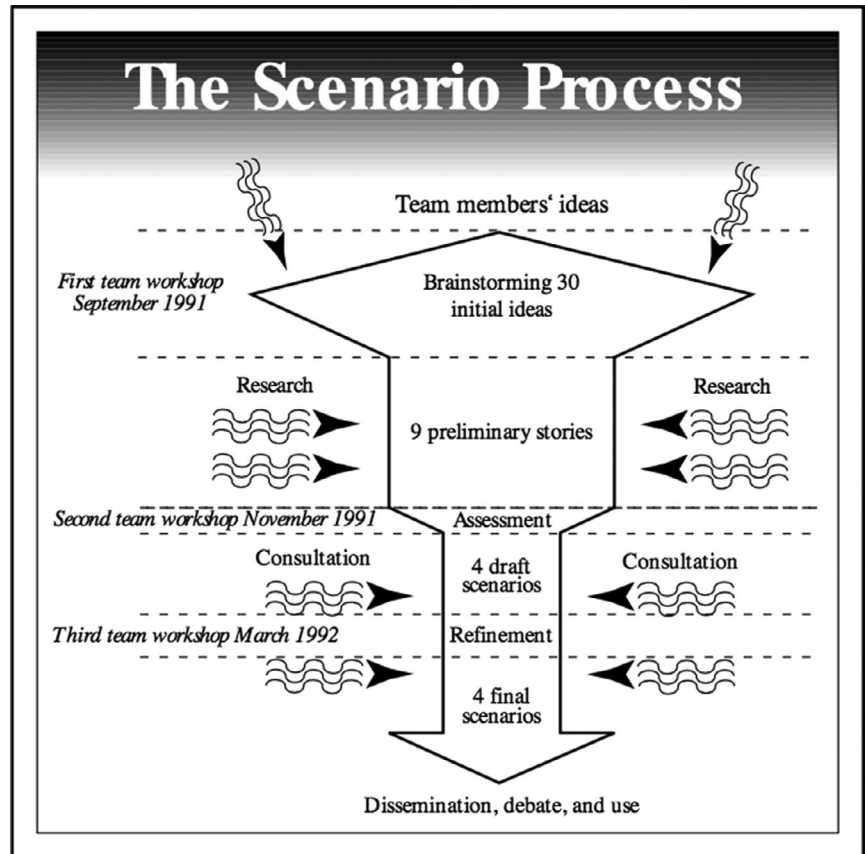 The Scenario Process
Team members‘ ideas
First team workshop
September 1991
Brainstorming 30
initial ideas
Research
Research
9 preliminary stories
Second team workshop November 1991
Assessment
Consultation
4 draft
scenarios
Consultation
Third team workshop March 1992
Refinement
4 final
scenarios
Dissemination, debate, and use